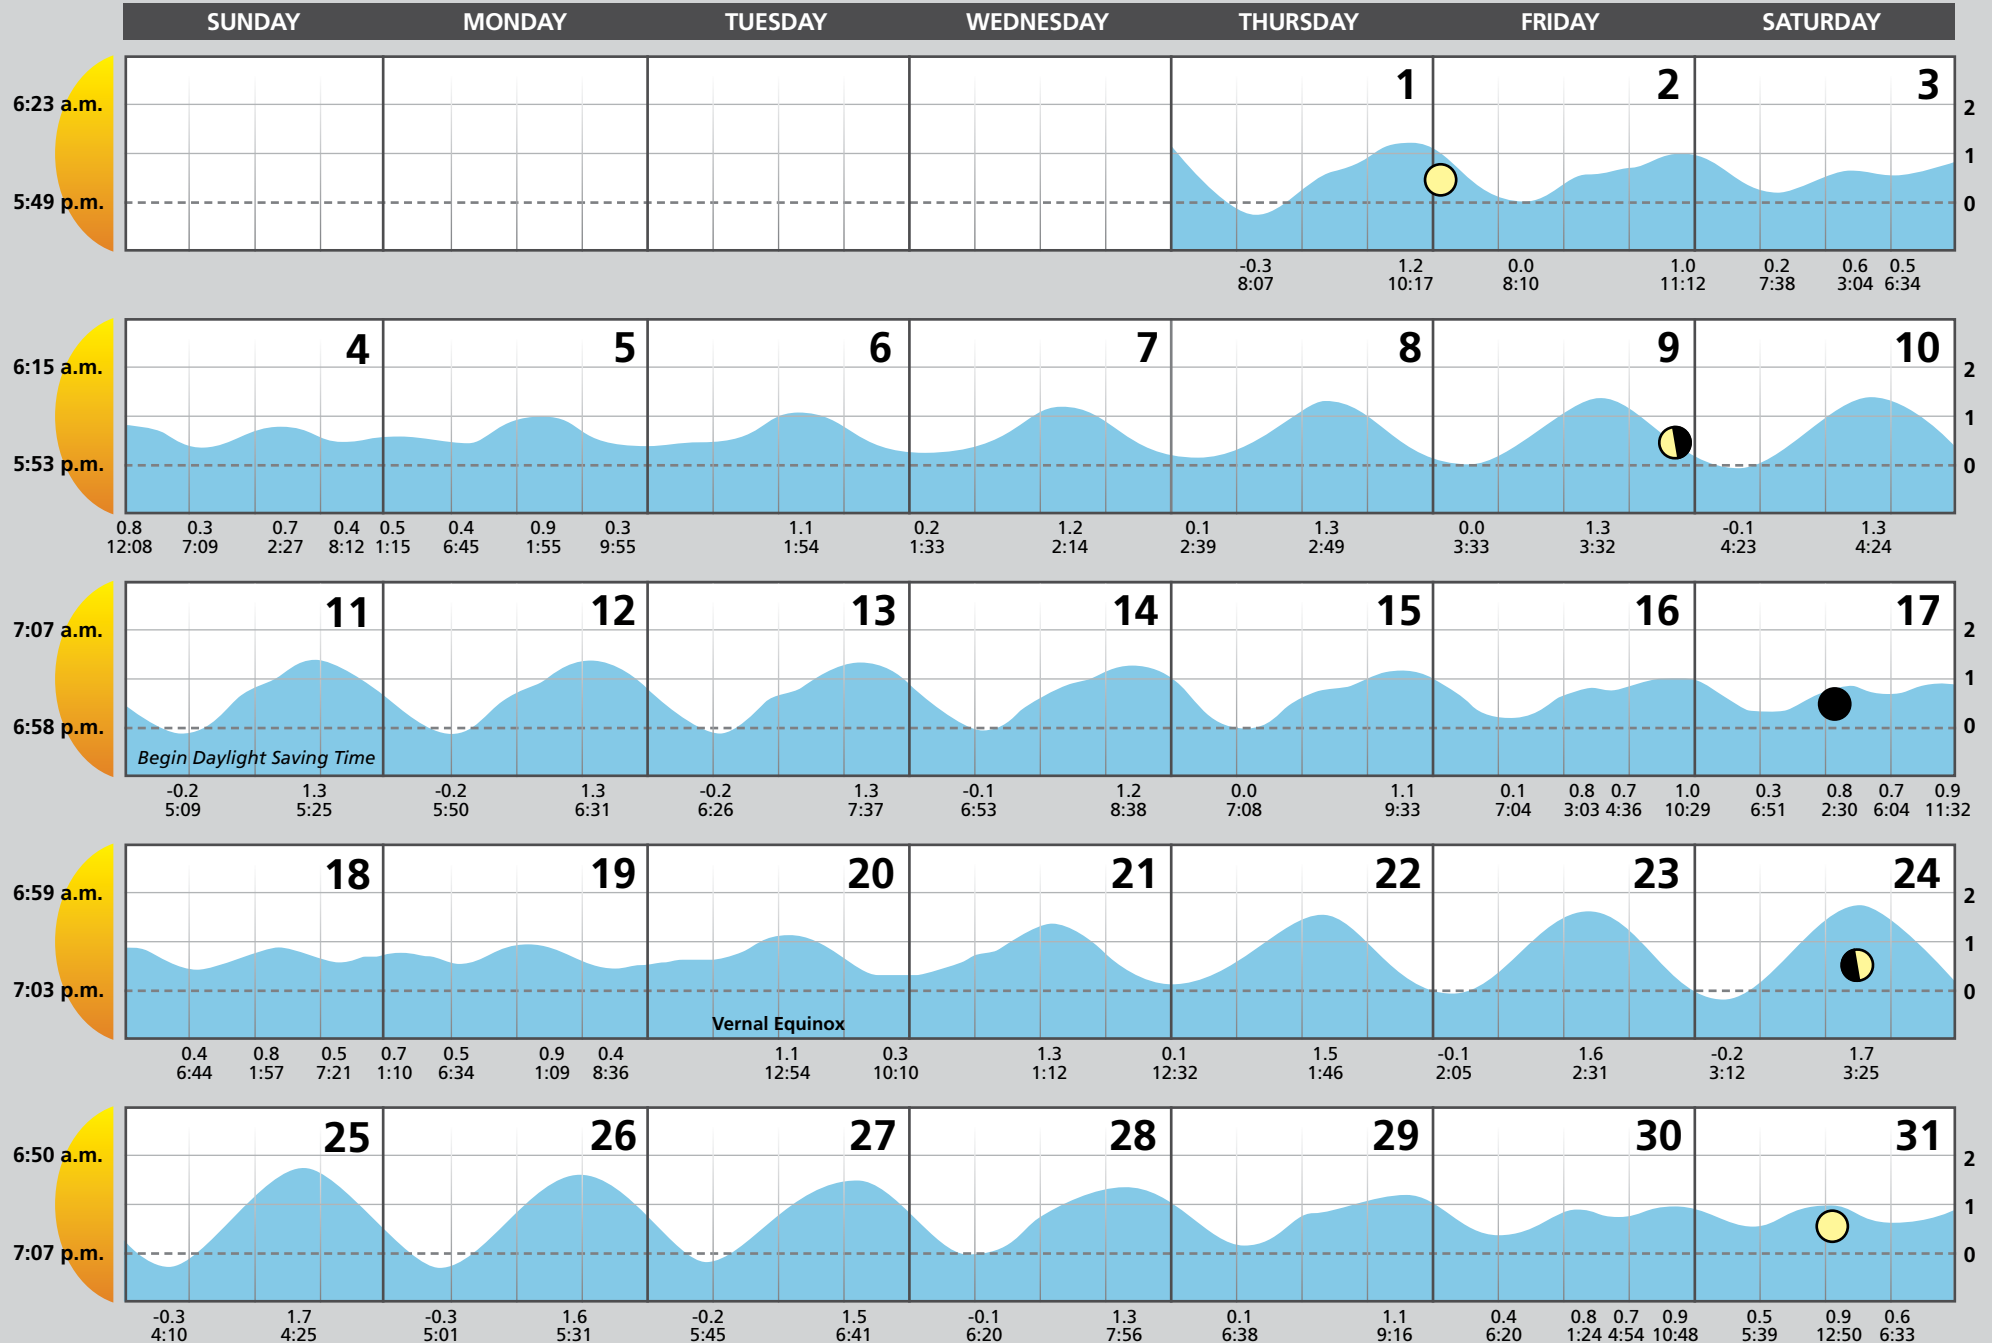 SUNDAY MONDAY TUESDAY WEDNESDAY THURSDAY FRIDAY SATURDAY
1 2 3
6:23 a.m. 2
1
5:49 p.m. 0
-0.3 1.2 0.0 1.0 0.2 0.6 0.5
8:07 10:17 8:10 11:12 7:38 3:04 6:34
4 5 6 7 8 9 10
6:15 a.m. 2
1
5:53 p.m. 0
0.8 0.3 0.7 0.4 0.5 0.4 0.9 0.3 1.1 0.2 1.2 0.1 1.3 0.0 1.3 -0.1 1.3
12:08 7:09 2:27 8:12 1:15 6:45 1:55 9:55 1:54 1:33 2:14 2:39 2:49 3:33 3:32 4:23 4:24
11 12 13 14 15 16 17
7:07 a.m. 2
1
6:58 p.m. 0
Begin Daylight Saving Time
-0.2 1.3 -0.2 1.3 -0.2 1.3 -0.1 1.2 0.0 1.1 0.1 0.8 0.7 1.0 0.3 0.8 0.7 0.9
5:09 5:25 5:50 6:31 6:26 7:37 6:53 8:38 7:08 9:33 7:04 3:03 4:36 10:29 6:51 2:30 6:04 11:32
18 19 20 21 22 23 24
6:59 a.m. 2
1
7:03 p.m. 0
Vernal Equinox
0.4 0.8 0.5 0.7 0.5 0.9 0.4 1.1 0.3 1.3 0.1 1.5 -0.1 1.6 -0.2 1.7
6:44 1:57 7:21 1:10 6:34 1:09 8:36 12:54 10:10 1:12 12:32 1:46 2:05 2:31 3:12 3:25
25 26 27 28 29 30 31
6:50 a.m. 2
1
7:07 p.m. 0
-0.3 1.7 -0.3 1.6 -0.2 1.5 -0.1 1.3 0.1 1.1 0.4 0.8 0.7 0.9 0.5 0.9 0.6
4:10 4:25 5:01 5:31 5:45 6:41 6:20 7:56 6:38 9:16 6:20 1:24 4:54 10:48 5:39 12:50 6:33